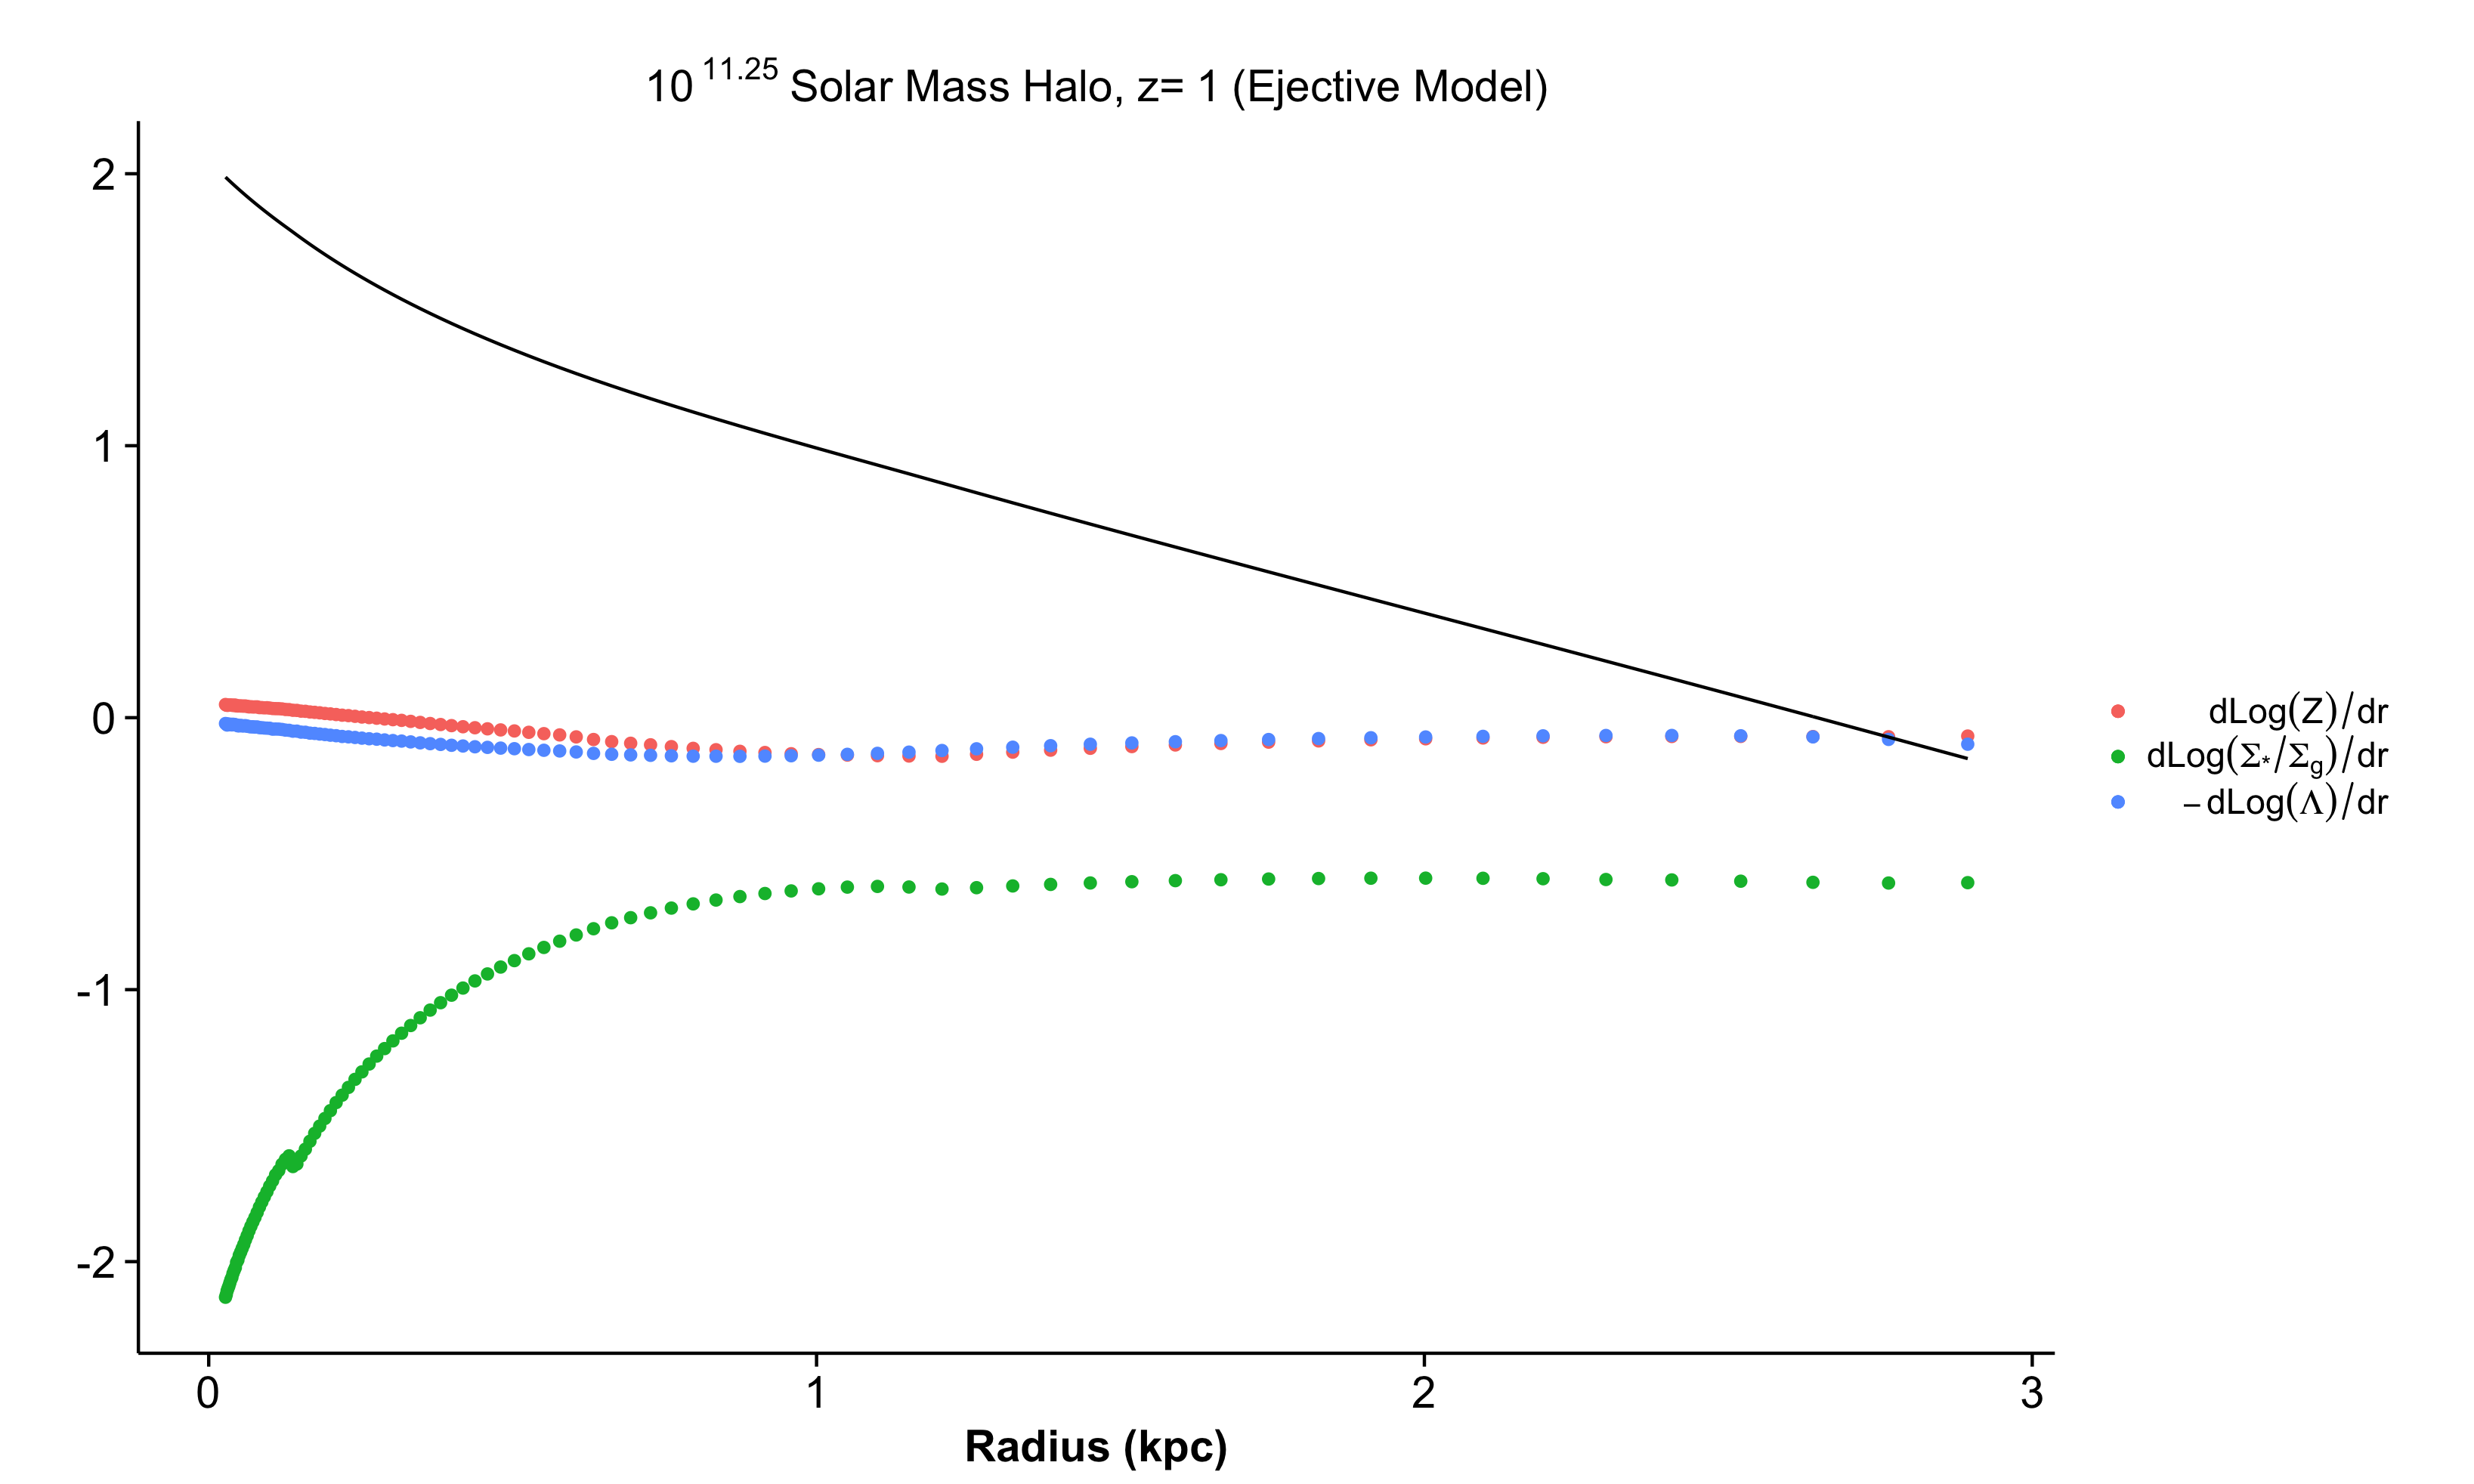 10^11.25 Solar Mass Halo, z= 1 (Ejective Model)
2
1
0
-1
-2
dLog(Z)/dr
dLog(Σ*/Σg)/dr
−dLog(Λ)/dr
0 1 2 3
Radius (kpc)